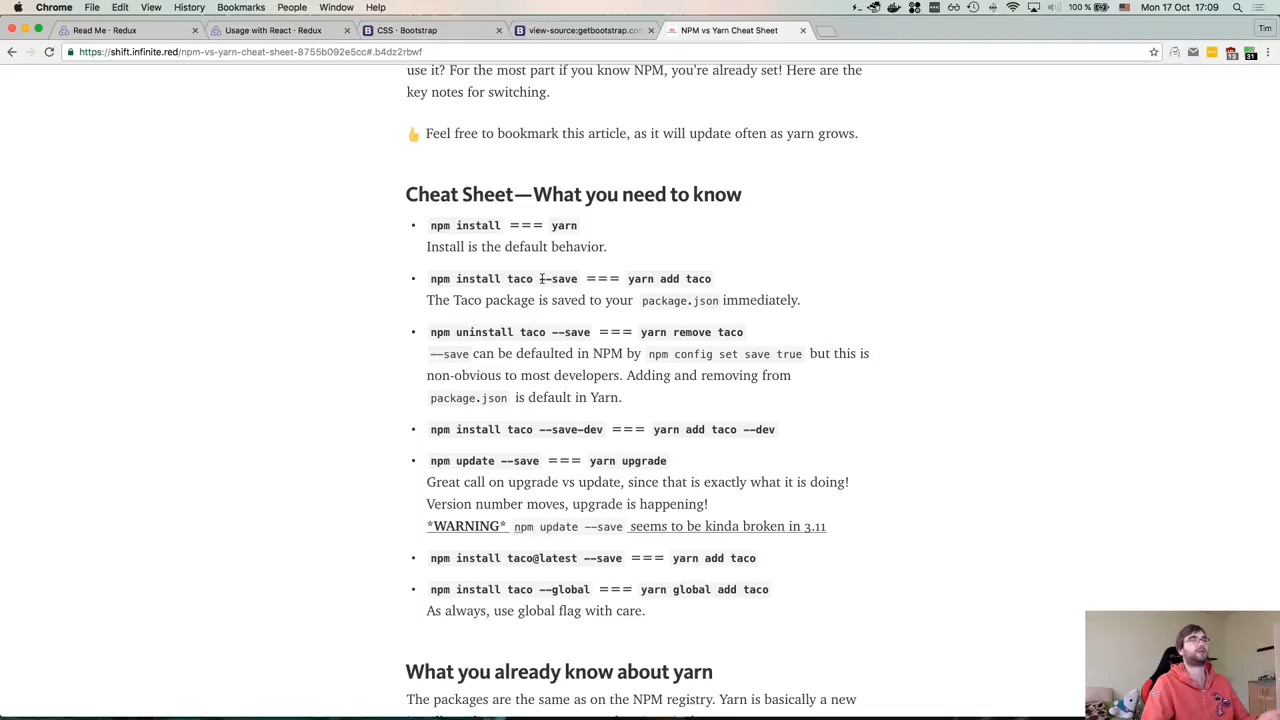 Chrome File Edit View History Bookmarks People Window Help 100 % Mon 17 Oct 17:09
Read Me · Redux Usage with React · Redux CSS · Bootstrap view-source:getbootstrap.com NPM vs Yarn Cheat Sheet Tim
https://shift.infinite.red/npm-vs-yarn-cheat-sheet-8755b092e5cc#.b4dz2rbwf 13 31
use it? For the most part if you know NPM, you’re already set! Here are the
key notes for switching.
👆 Feel free to bookmark this article, as it will update often as yarn grows.
Cheat Sheet—What you need to know
• npm install === yarn
Install is the default behavior.
• npm install taco --save === yarn add taco
The Taco package is saved to your package.json immediately.
• npm uninstall taco --save === yarn remove taco
--save can be defaulted in NPM by npm config set save true but this is
non-obvious to most developers. Adding and removing from
package.json is default in Yarn.
• npm install taco --save-dev === yarn add taco --dev
• npm update --save === yarn upgrade
Great call on upgrade vs update, since that is exactly what it is doing!
Version number moves, upgrade is happening!
*WARNING* npm update --save seems to be kinda broken in 3.11
• npm install taco@latest --save === yarn add taco
• npm install taco --global === yarn global add taco
As always, use global flag with care.
What you already know about yarn
The packages are the same as on the NPM registry. Yarn is basically a new